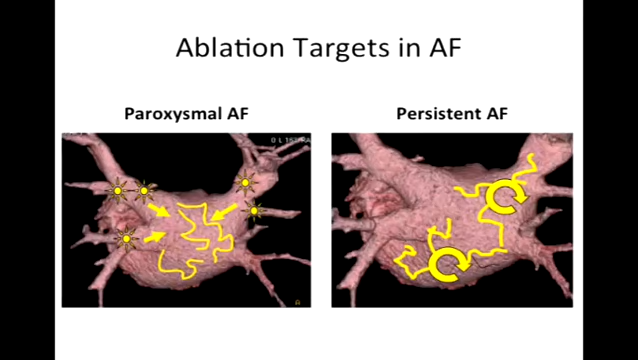 Ablation Targets in AF
Paroxysmal AF
Persistent AF